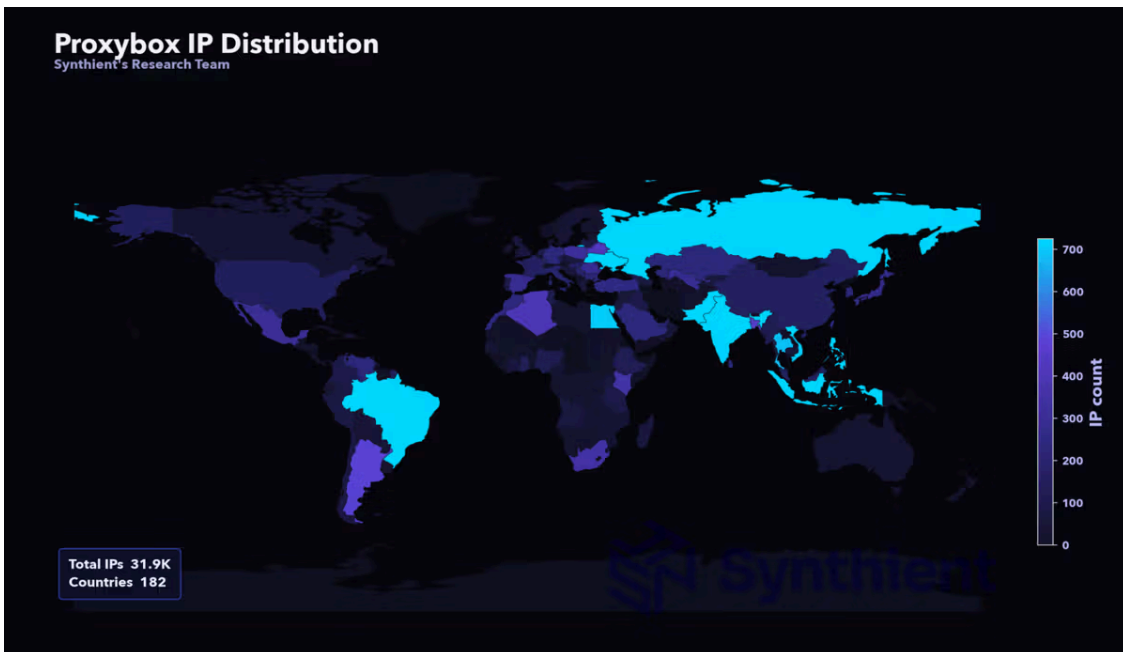 Proxybox IP Distribution
Synthient's Research Team
700
600
500
400
300
200
100
0
IP count
Total IPs 31.9K
Countries 182
Synthient